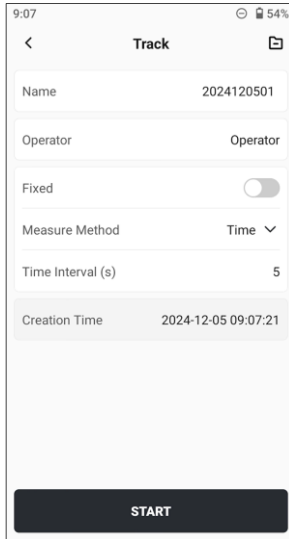 9:07 54%
Track
Name 2024120501
Operator Operator
Fixed
Measure Method Time
Time Interval (s) 5
Creation Time 2024-12-05 09:07:21
START